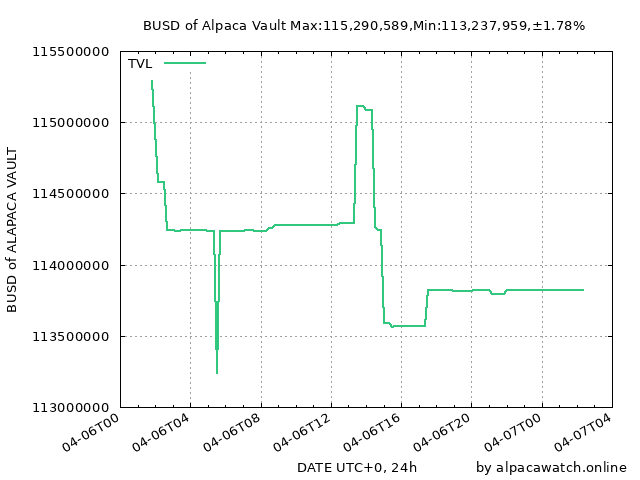 BUSD of Alpaca Vault Max:115,290,589,Min:113,237,959,±1.78%
TVL
115500000
115000000
114500000
114000000
113500000
113000000
BUSD of ALAPACA VAULT
04-06T00
04-06T04
04-06T08
04-06T12
04-06T16
04-06T20
04-07T00
04-07T04
DATE UTC+0, 24h
by alpacawatch.online